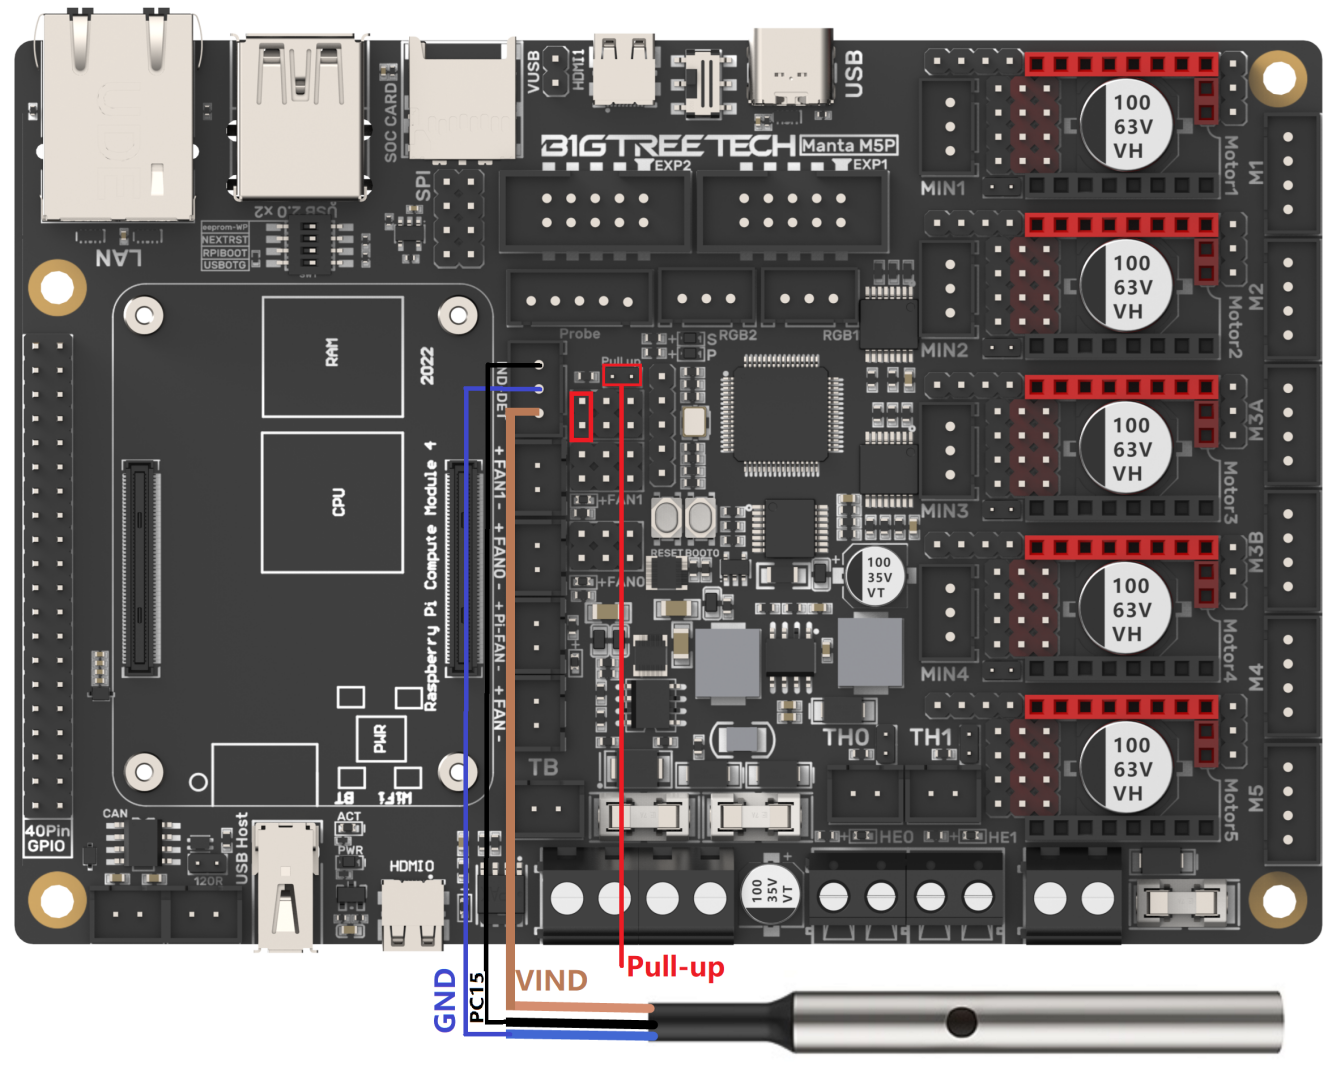 VUSB
HDMI1
USB
SOC CARD
B1GTREETECH
Manta M5P
EXP2
EXP1
SPI
USB 2.0 X2
LAN
eeprom-WP
NEXTRST
RPIBOOT
USBOTG
SW1
Probe
RGB2
RGB1
S
P
Pull up
IND-DET
RAM
2022
CPU
Raspberry Pi Compute Module 4
PWR
BT
WiFi
+ FAN1 -
+ FAN0 -
+ Pi-FAN -
+ FAN -
+FAN1
+FAN0
RESET
BOOT0
100
35V
VT
MIN1
MIN2
MIN3
MIN4
100
63V
VH
100
63V
VH
100
63V
VH
100
63V
VH
100
63V
VH
Motor1
Motor2
Motor3
Motor4
Motor5
M1
M2
M3A
M3B
M4
M5
TB
TH0
TH1
+HE0
+HE1
100
35V
VT
40Pin
GPIO
CAN
120R
USB Host
ACT
PWR
HDMI0
GND
PC15
VIND
Pull-up